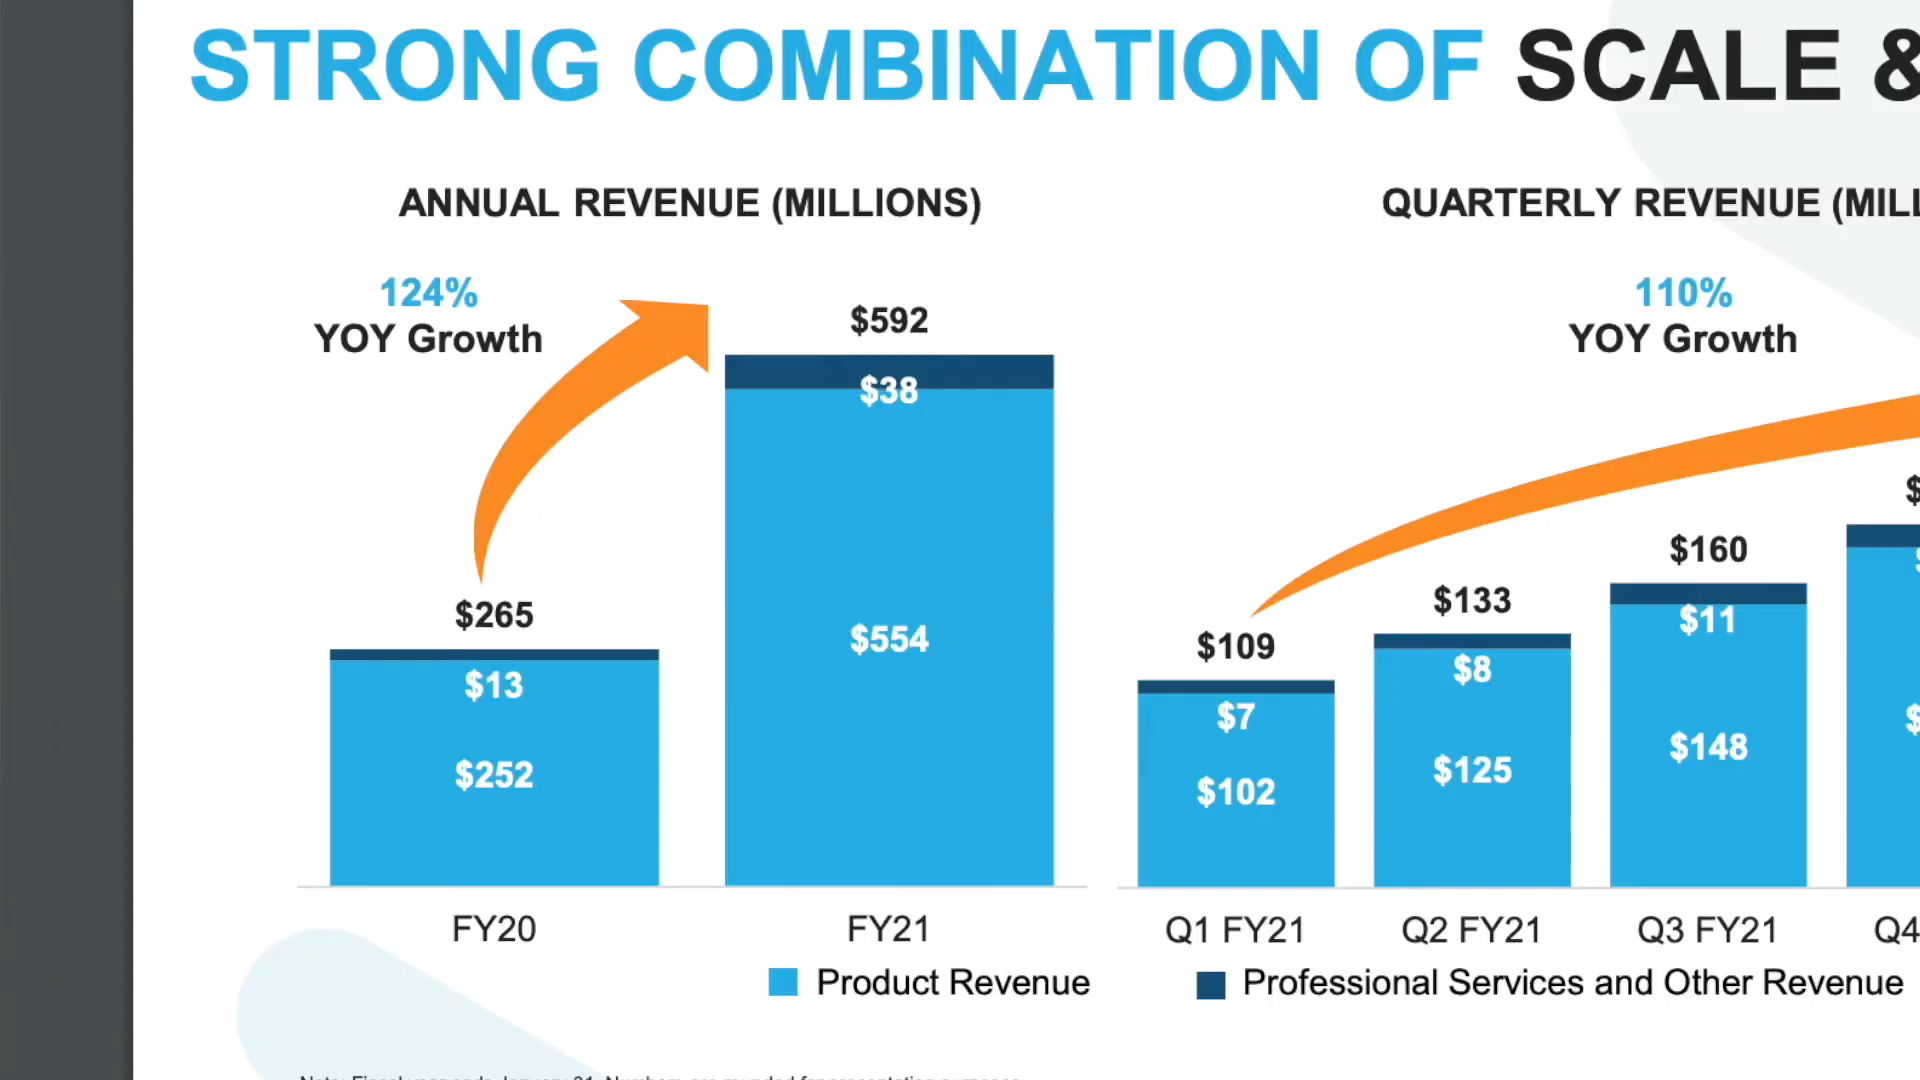 STRONG COMBINATION OF SCALE &
ANNUAL REVENUE (MILLIONS)
124%
YOY Growth
$592
$38
$554
$265
$13
$252
FY20
FY21
QUARTERLY REVENUE (MILL
110%
YOY Growth
$109
$7
$102
$133
$8
$125
$160
$11
$148
$
$
$
Q1 FY21
Q2 FY21
Q3 FY21
Q4
Product Revenue
Professional Services and Other Revenue